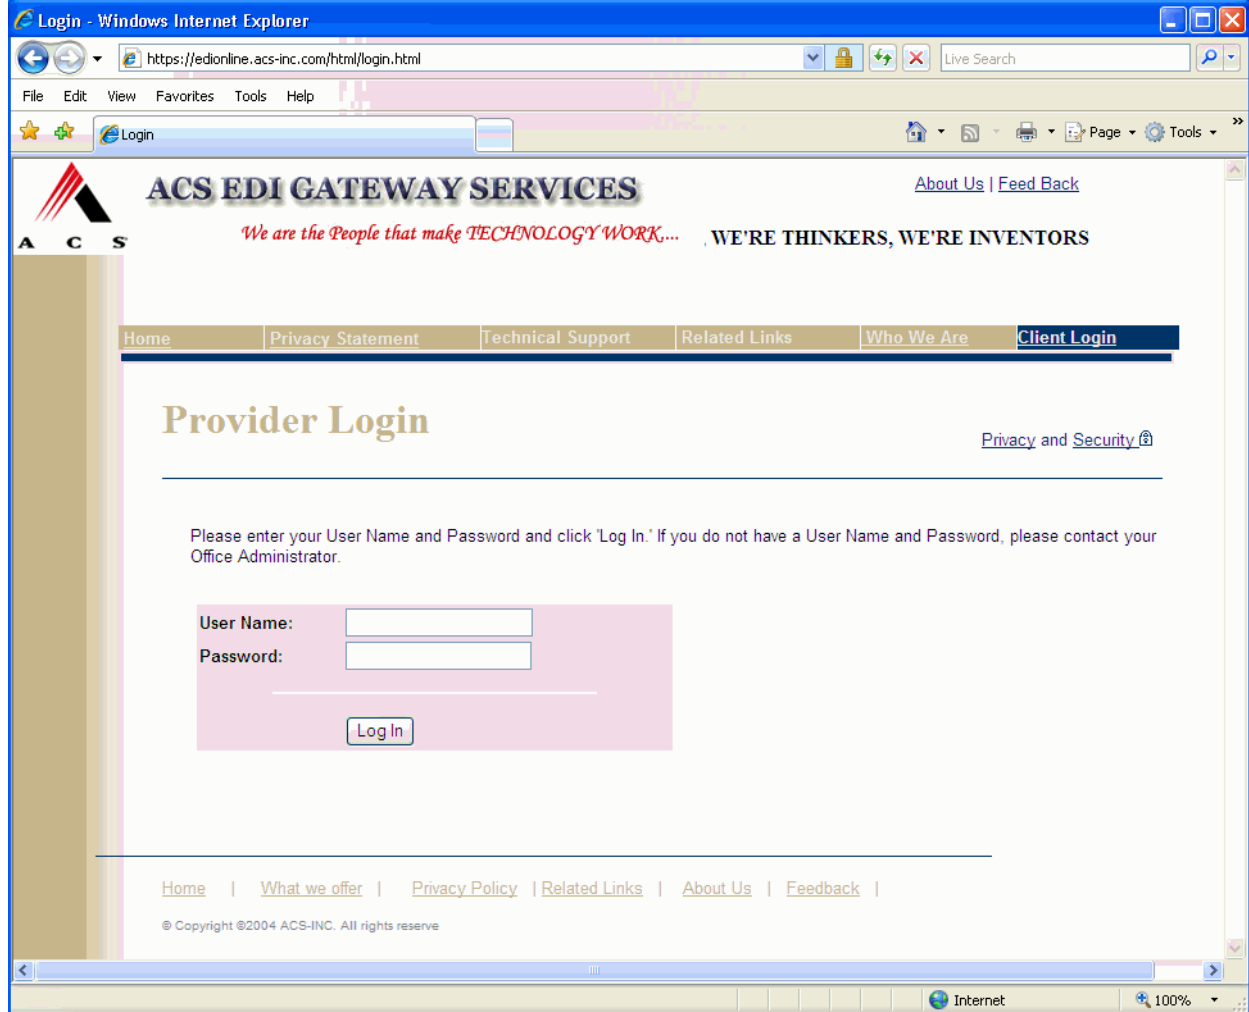 Login - Windows Internet Explorer
https://edionline.acs-inc.com/html/login.html
Live Search
File Edit View Favorites Tools Help
Login
Page
Tools
»
ACS
ACS EDI GATEWAY SERVICES
About Us | Feed Back
We are the People that make TECHNOLOGY WORK....
WE'RE THINKERS, WE'RE INVENTORS
Home Privacy Statement Technical Support Related Links Who We Are Client Login
Provider Login
Privacy and Security
Please enter your User Name and Password and click 'Log In.' If you do not have a User Name and Password, please contact your
Office Administrator.
User Name:
Password:
Log In
Home | What we offer | Privacy Policy | Related Links | About Us | Feedback |
© Copyright ©2004 ACS-INC. All rights reserve
Internet
100%